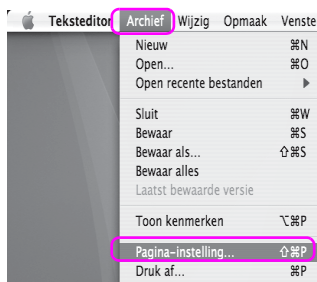 Teksteditor Archief Wijzig Opmaak Venste
Nieuw ⌘N
Open... ⌘O
Open recente bestanden ▶
Sluit ⌘W
Bewaar ⌘S
Bewaar als... ⇧⌘S
Bewaar alles
Laatst bewaarde versie
Toon kenmerken ⌥⌘P
Pagina-instelling... ⇧⌘P
Druk af... ⌘P